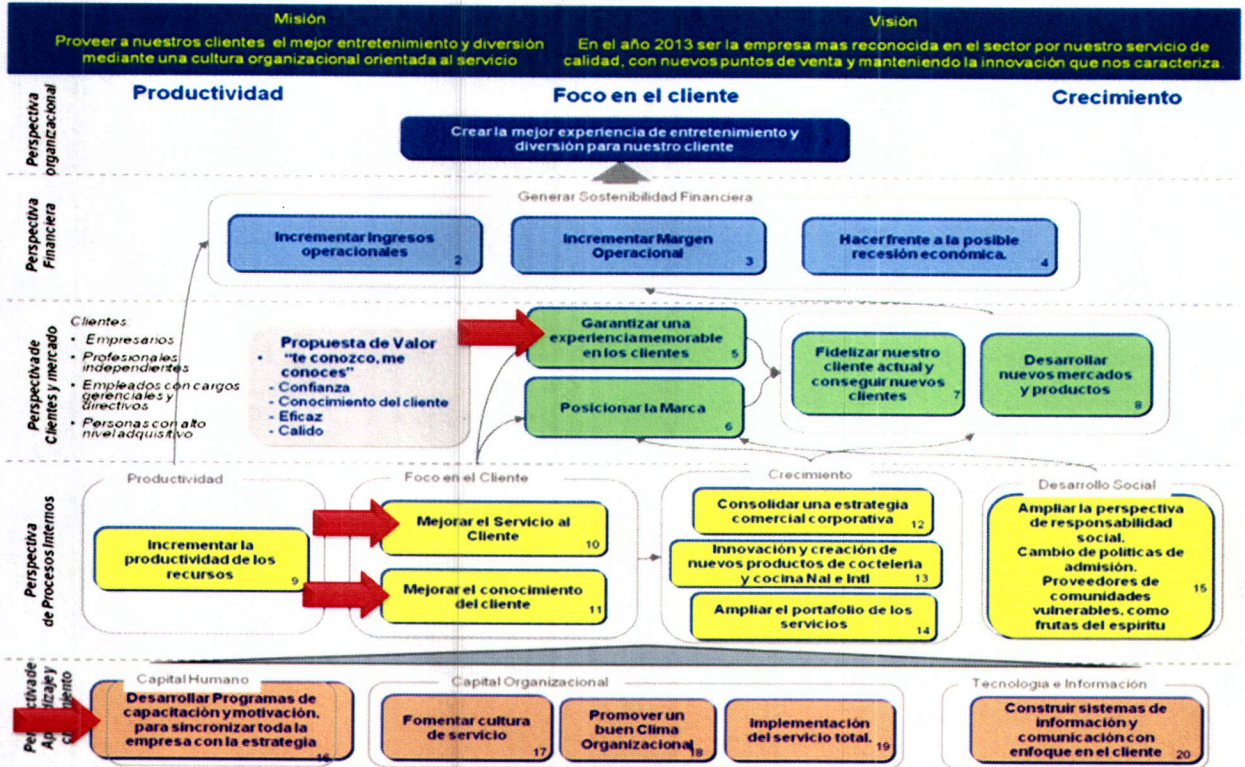 Misión
Proveer a nuestros clientes el mejor entretenimiento y diversión
mediante una cultura organizacional orientada al servicio
Visión
En el año 2013 ser la empresa mas reconocida en el sector por nuestro servicio de
calidad, con nuevos puntos de venta y manteniendo la innovación que nos caracteriza.
Productividad
Foco en el cliente
Crecimiento
Perspectiva
organizacional
Crear la mejor experiencia de entretenimiento y
diversión para nuestro cliente
Perspectiva
Financiera
Generar Sostenibilidad Financiera
Incrementar Ingresos
operacionales
2
Incrementar Margen
Operacional
3
Hacer frente a la posible
recesión económica.
4
Perspectiva de
Clientes y mercado
Clientes:
• Empresarios
• Profesionales
independientes
• Empleados con cargos
gerenciales y
directivos
• Personas con alto
nivel adquisitivo
Propuesta de Valor
• "te conozco, me
conoces"
- Confianza
- Conocimiento del cliente
- Eficaz
- Calido
Garantizar una
experiencia memorable
en los clientes
5
Posicionar la Marca
6
Fidelizar nuestro
cliente actual y
conseguir nuevos
clientes
7
Desarrollar
nuevos mercados
y productos
8
Perspectiva
de Procesos Internos
Productividad
Incrementar la
productividad de los
recursos
9
Foco en el Cliente
Mejorar el Servicio al
Cliente
10
Mejorar el conocimiento
del cliente
11
Crecimiento
Consolidar una estrategia
comercial corporativa
12
Innovación y creación de
nuevos productos de coctelería
y cocina Nal e Intl
13
Ampliar el portafolio de los
servicios
14
Desarrollo Social
Ampliar la perspectiva
de responsabilidad
social.
Cambio de políticas de
admisión.
Proveedores de
comunidades
vulnerables, como
frutas del espíritu
15
Capital Humano
Desarrollar Programas de
capacitación y motivación,
para sincronizar toda la
empresa con la estrategia
16
Capital Organizacional
Fomentar cultura
de servicio
17
Promover un
buen Clima
Organizacional
18
Implementación
del servicio total.
19
Tecnología e Información
Construir sistemas de
información y
comunicación con
enfoque en el cliente
20